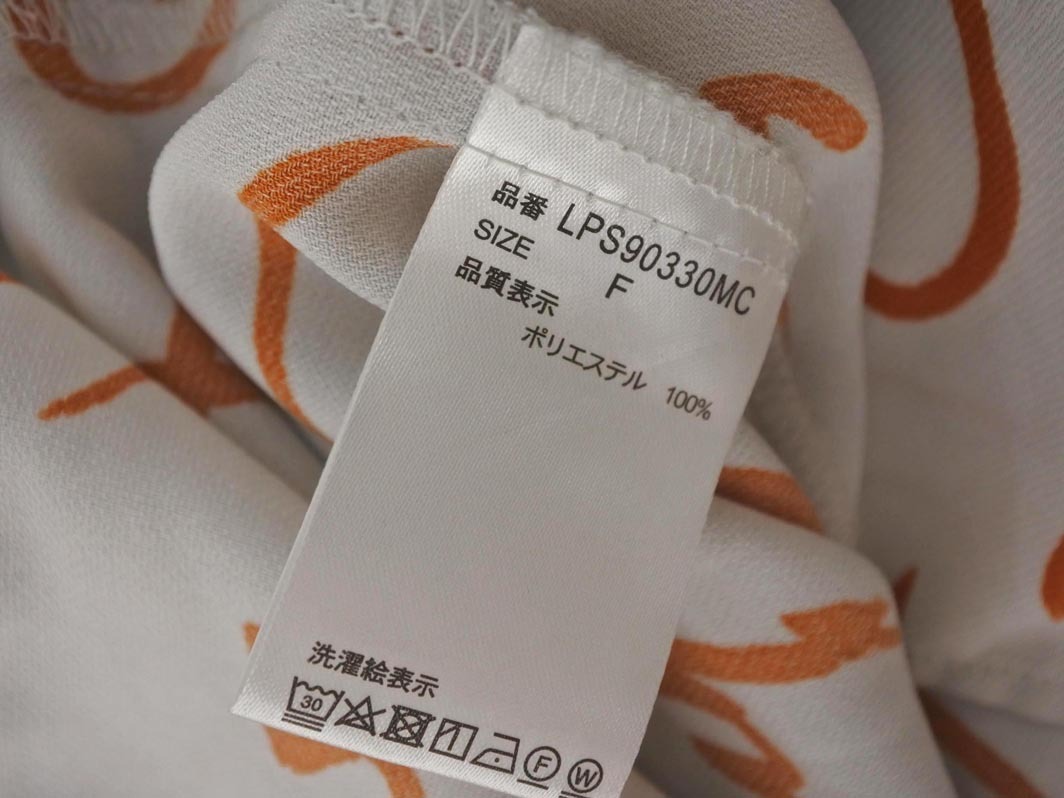 品番 LPS90330MC
SIZE F
品質表示
ポリエステル 100%
洗濯絵表示
30 F W